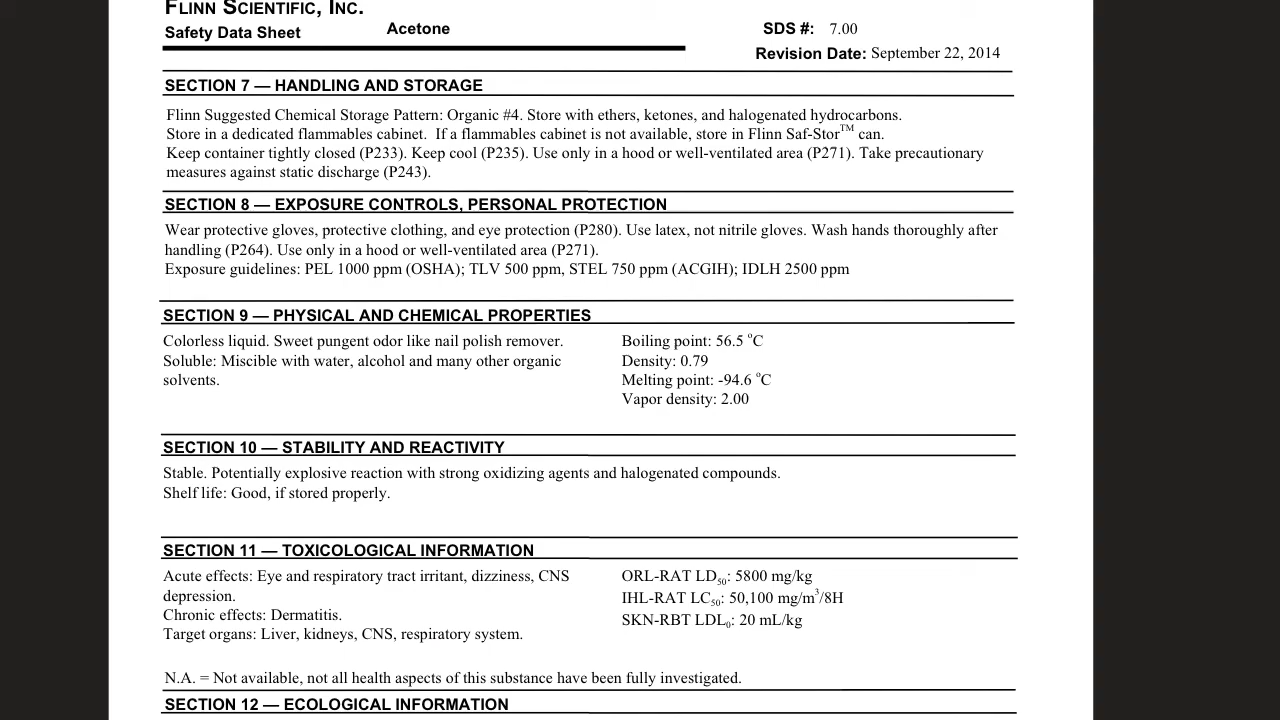 FLINN SCIENTIFIC, INC.
Safety Data Sheet Acetone SDS #: 7.00
Revision Date: September 22, 2014
SECTION 7 — HANDLING AND STORAGE
Flinn Suggested Chemical Storage Pattern: Organic #4. Store with ethers, ketones, and halogenated hydrocarbons.
Store in a dedicated flammables cabinet. If a flammables cabinet is not available, store in Flinn Saf-Stor™ can.
Keep container tightly closed (P233). Keep cool (P235). Use only in a hood or well-ventilated area (P271). Take precautionary
measures against static discharge (P243).
SECTION 8 — EXPOSURE CONTROLS, PERSONAL PROTECTION
Wear protective gloves, protective clothing, and eye protection (P280). Use latex, not nitrile gloves. Wash hands thoroughly after
handling (P264). Use only in a hood or well-ventilated area (P271).
Exposure guidelines: PEL 1000 ppm (OSHA); TLV 500 ppm, STEL 750 ppm (ACGIH); IDLH 2500 ppm
SECTION 9 — PHYSICAL AND CHEMICAL PROPERTIES
Colorless liquid. Sweet pungent odor like nail polish remover.
Soluble: Miscible with water, alcohol and many other organic
solvents.
Boiling point: 56.5 °C
Density: 0.79
Melting point: -94.6 °C
Vapor density: 2.00
SECTION 10 — STABILITY AND REACTIVITY
Stable. Potentially explosive reaction with strong oxidizing agents and halogenated compounds.
Shelf life: Good, if stored properly.
SECTION 11 — TOXICOLOGICAL INFORMATION
Acute effects: Eye and respiratory tract irritant, dizziness, CNS
depression.
Chronic effects: Dermatitis.
Target organs: Liver, kidneys, CNS, respiratory system.
ORL-RAT LD₅₀: 5800 mg/kg
IHL-RAT LC₅₀: 50,100 mg/m³/8H
SKN-RBT LDL₀: 20 mL/kg
N.A. = Not available, not all health aspects of this substance have been fully investigated.
SECTION 12 — ECOLOGICAL INFORMATION